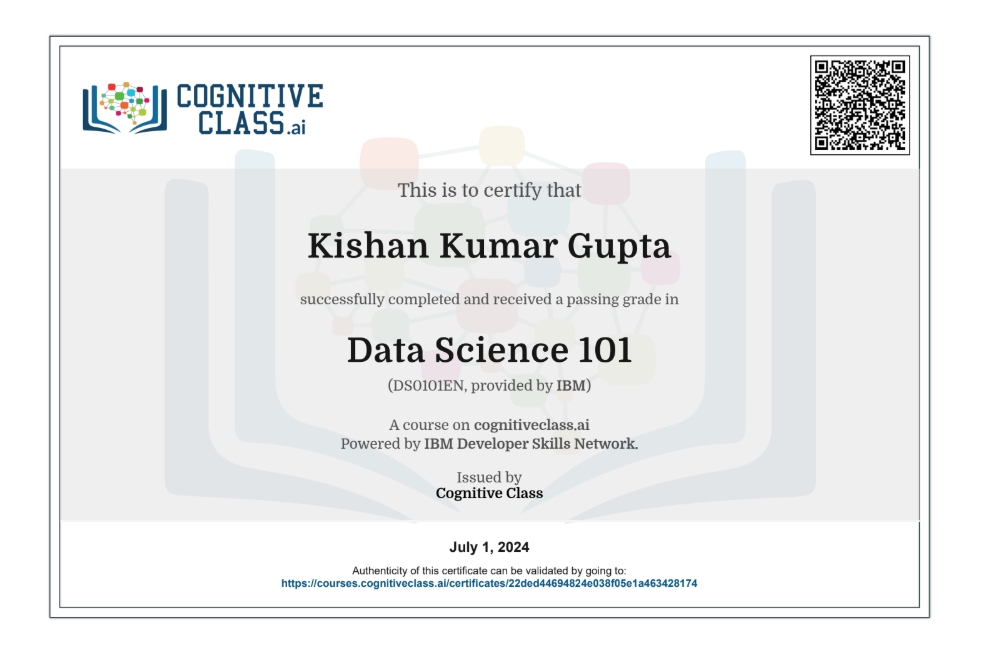 COGNITIVE
CLASS.ai
This is to certify that
Kishan Kumar Gupta
successfully completed and received a passing grade in
Data Science 101
(DS0101EN, provided by IBM)
A course on cognitiveclass.ai
Powered by IBM Developer Skills Network.
Issued by
Cognitive Class
July 1, 2024
Authenticity of this certificate can be validated by going to:
https://courses.cognitiveclass.ai/certificates/22ded44694824e038f05e1a463428174